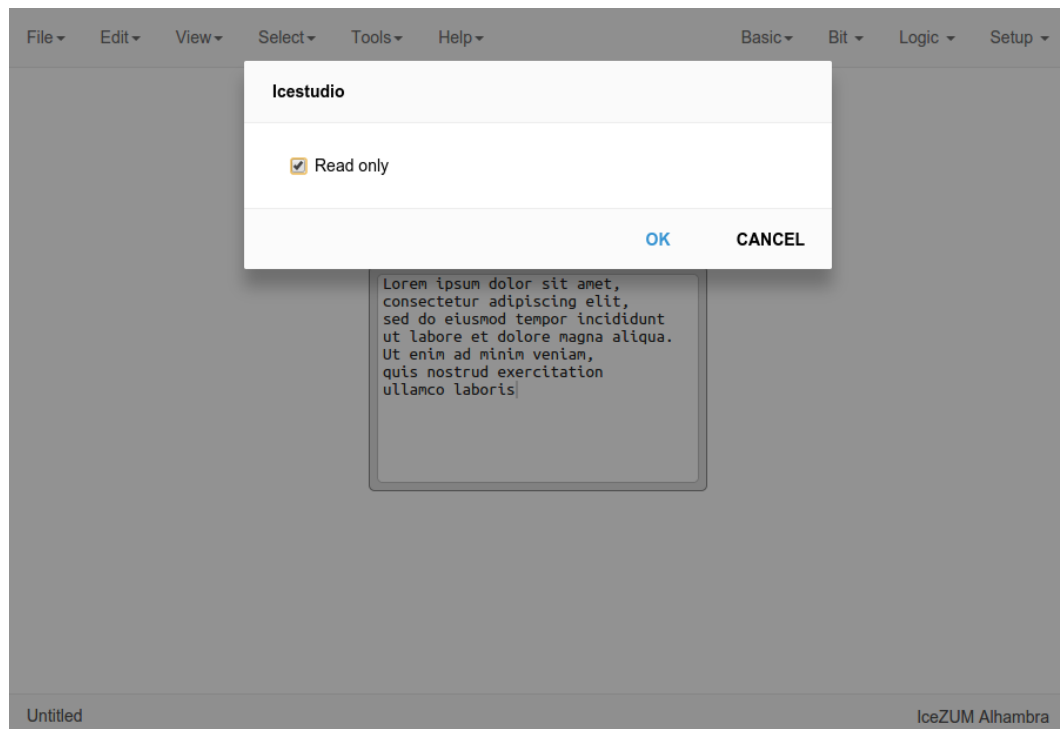 File Edit View Select Tools Help Basic Bit Logic Setup
Icestudio
Read only
OK CANCEL
Lorem ipsum dolor sit amet,
consectetur adipiscing elit,
sed do eiusmod tempor incididunt
ut labore et dolore magna aliqua.
Ut enim ad minim veniam,
quis nostrud exercitation
ullamco laboris
Untitled IceZUM Alhambra